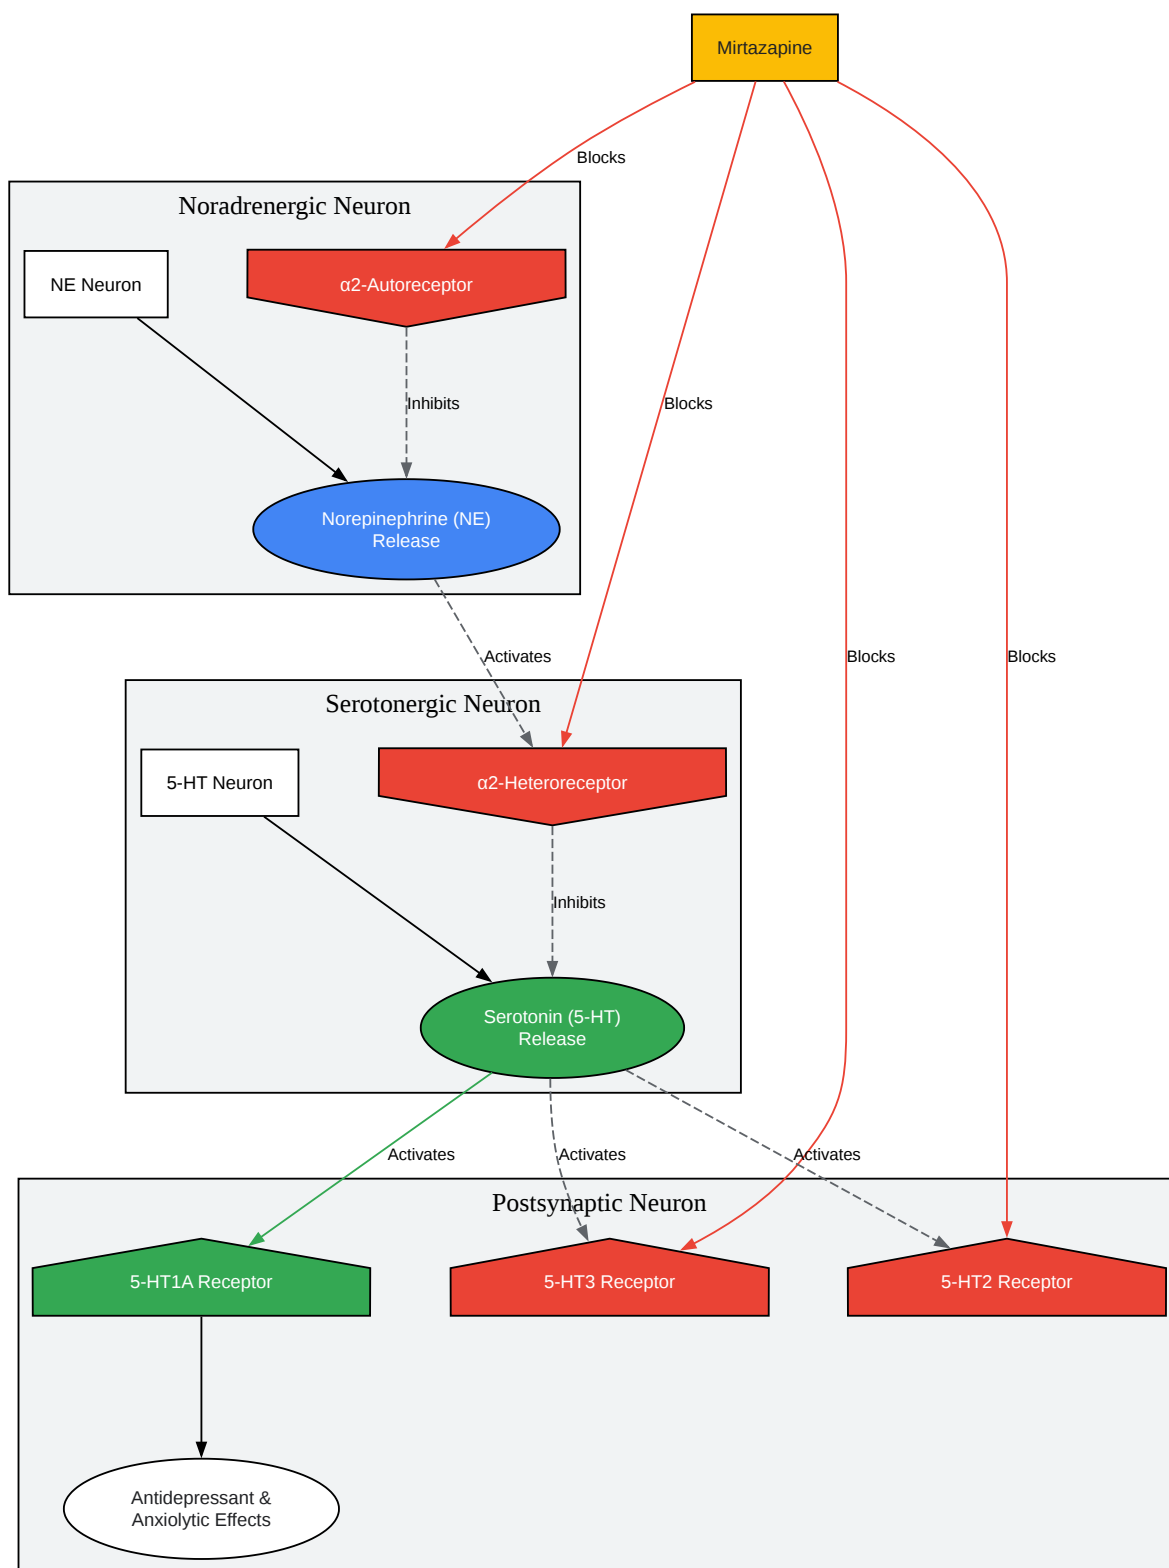 Mirtazapine
Blocks
Noradrenergic Neuron
NE Neuron
α2-Autoreceptor
Inhibits
Blocks
Norepinephrine (NE)
Release
Activates
Blocks
Blocks
Serotonergic Neuron
5-HT Neuron
α2-Heteroreceptor
Inhibits
Serotonin (5-HT)
Release
Activates
Activates
Activates
Postsynaptic Neuron
5-HT1A Receptor
5-HT3 Receptor
5-HT2 Receptor
Antidepressant &
Anxiolytic Effects